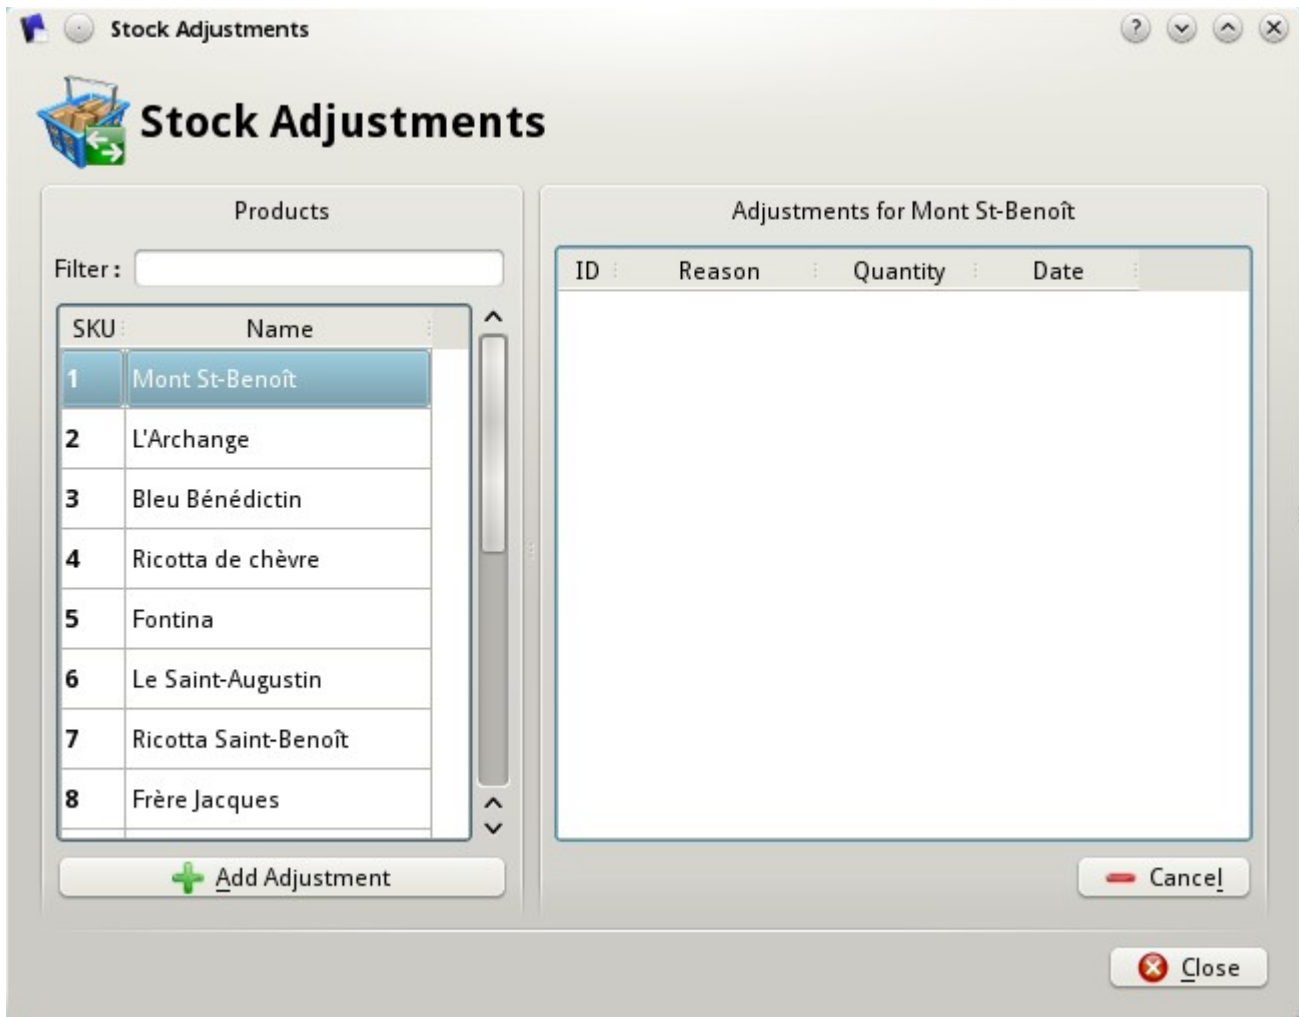 Stock Adjustments
Stock Adjustments
Products
Filter:
SKU Name
1 Mont St-Benoît
2 L'Archange
3 Bleu Bénédictin
4 Ricotta de chèvre
5 Fontina
6 Le Saint-Augustin
7 Ricotta Saint-Benoît
8 Frère Jacques
Add Adjustment
Adjustments for Mont St-Benoît
ID Reason Quantity Date
Cancel
Close